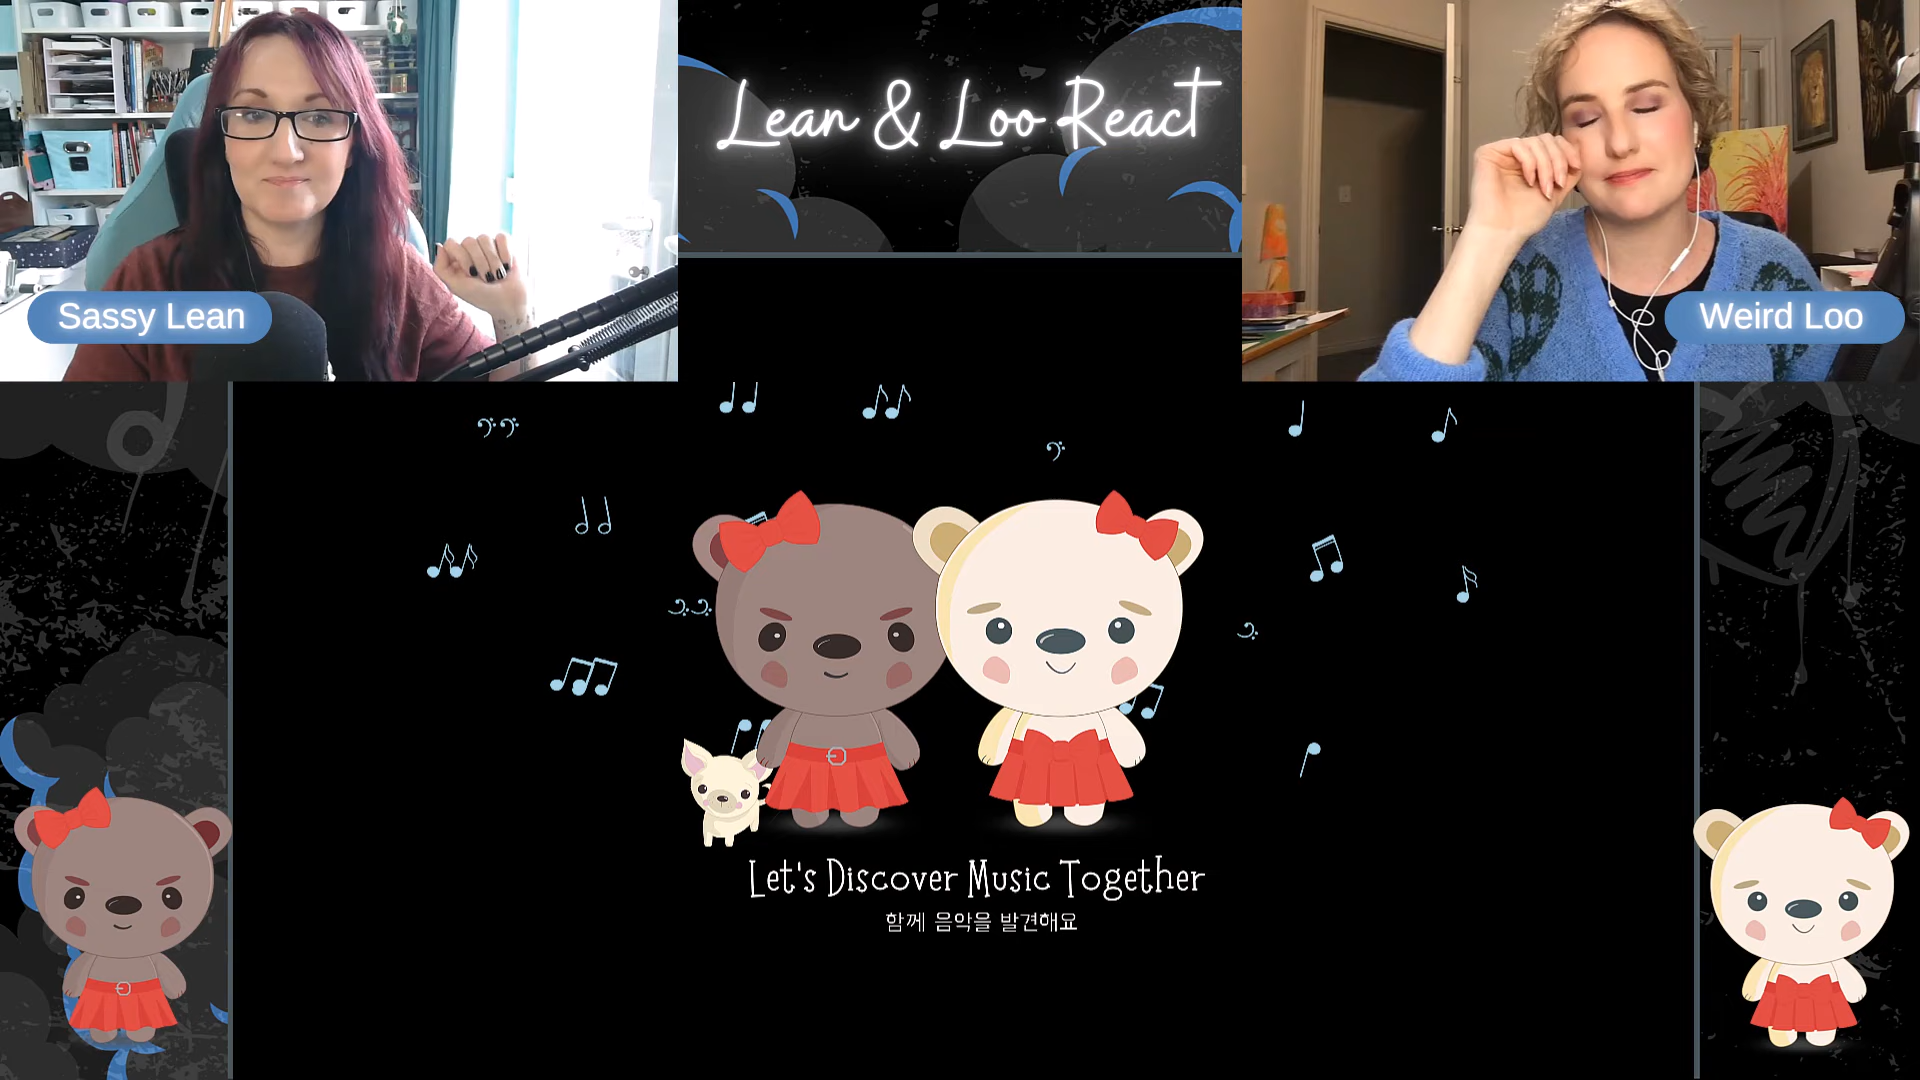 Lean & Loo React
Sassy Lean
Weird Loo
Let's Discover Music Together
함께 음악을 발견해요